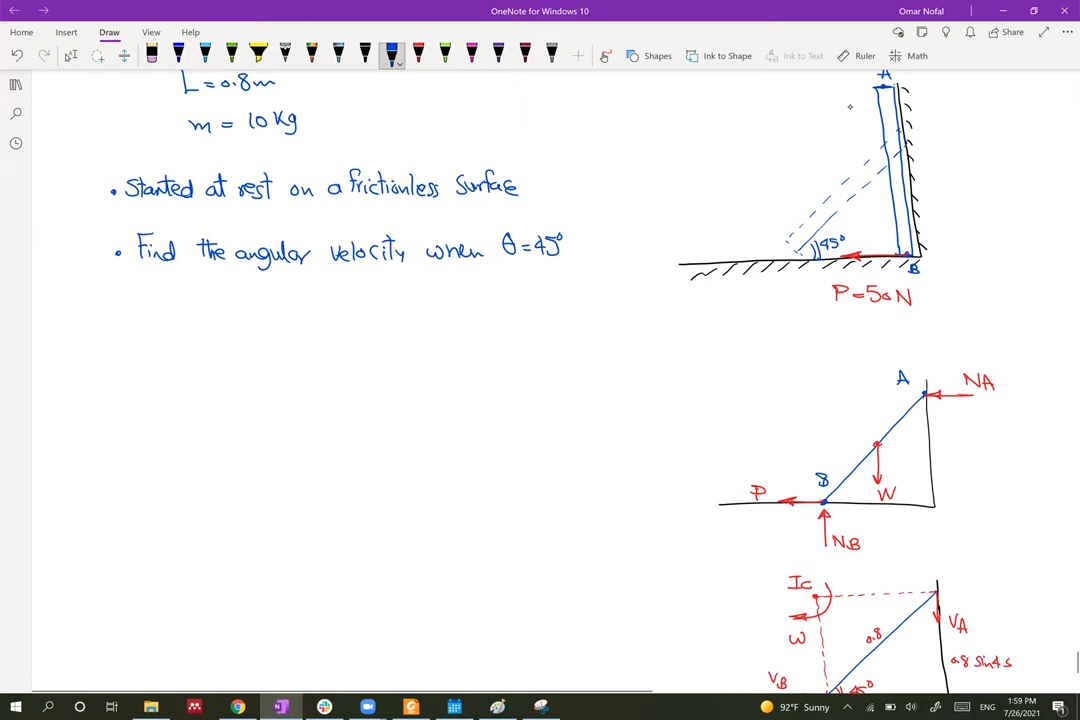 OneNote for Windows 10
Omar Nofal
Home
Insert
Draw
View
Help
Share
Shapes
Ink to Shape
Ink to Text
Ruler
Math
L = 0.8m
m = 10 Kg
• Started at rest on a frictionless surface
• Find the angular velocity when θ = 45°
A
45°
B
P = 50 N
A
NA
B
P
W
NB
Ic
VA
ω
0.8
0.8 Sin45
VB
45°
92°F Sunny
ENG
1:59 PM
7/26/2021